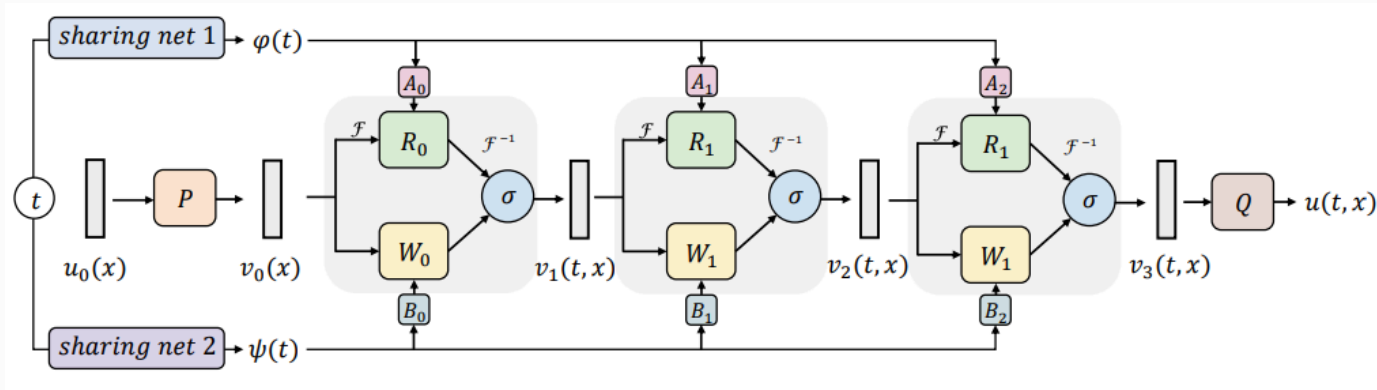 sharing net 1
φ(t)
A₀
A₁
A₂
ℱ
R₀
ℱ⁻¹
ℱ
R₁
ℱ⁻¹
ℱ
R₁
ℱ⁻¹
t
P
σ
σ
σ
Q
u(t, x)
u₀(x)
v₀(x)
W₀
v₁(t, x)
W₁
v₂(t, x)
W₁
v₃(t, x)
B₀
B₁
B₂
sharing net 2
ψ(t)